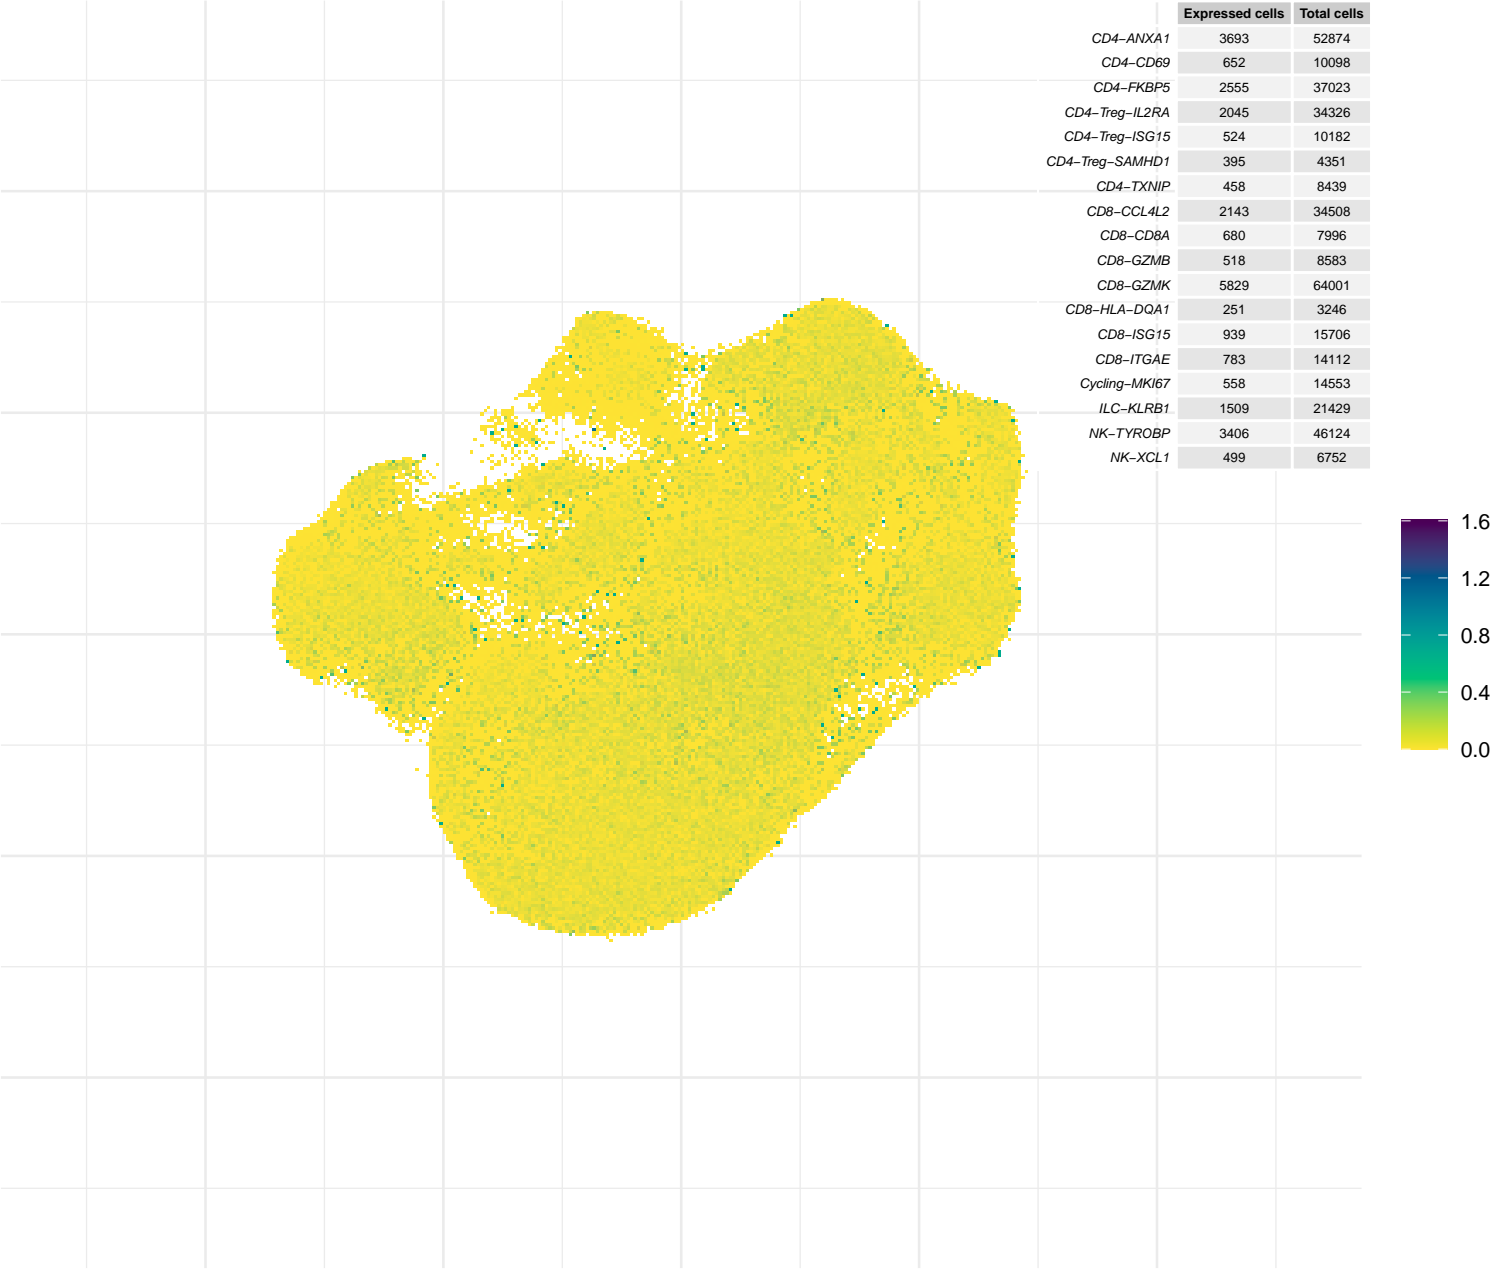 Expressed cells Total cells
CD4−ANXA1 3693 52874
CD4−CD69 652 10098
CD4−FKBP5 2555 37023
CD4−Treg−IL2RA 2045 34326
CD4−Treg−ISG15 524 10182
CD4−Treg−SAMHD1 395 4351
CD4−TXNIP 458 8439
CD8−CCL4L2 2143 34508
CD8−CD8A 680 7996
CD8−GZMB 518 8583
CD8−GZMK 5829 64001
CD8−HLA−DQA1 251 3246
CD8−ISG15 939 15706
CD8−ITGAE 783 14112
Cycling−MKI67 558 14553
ILC−KLRB1 1509 21429
NK−TYROBP 3406 46124
NK−XCL1 499 6752
1.6
1.2
0.8
0.4
0.0